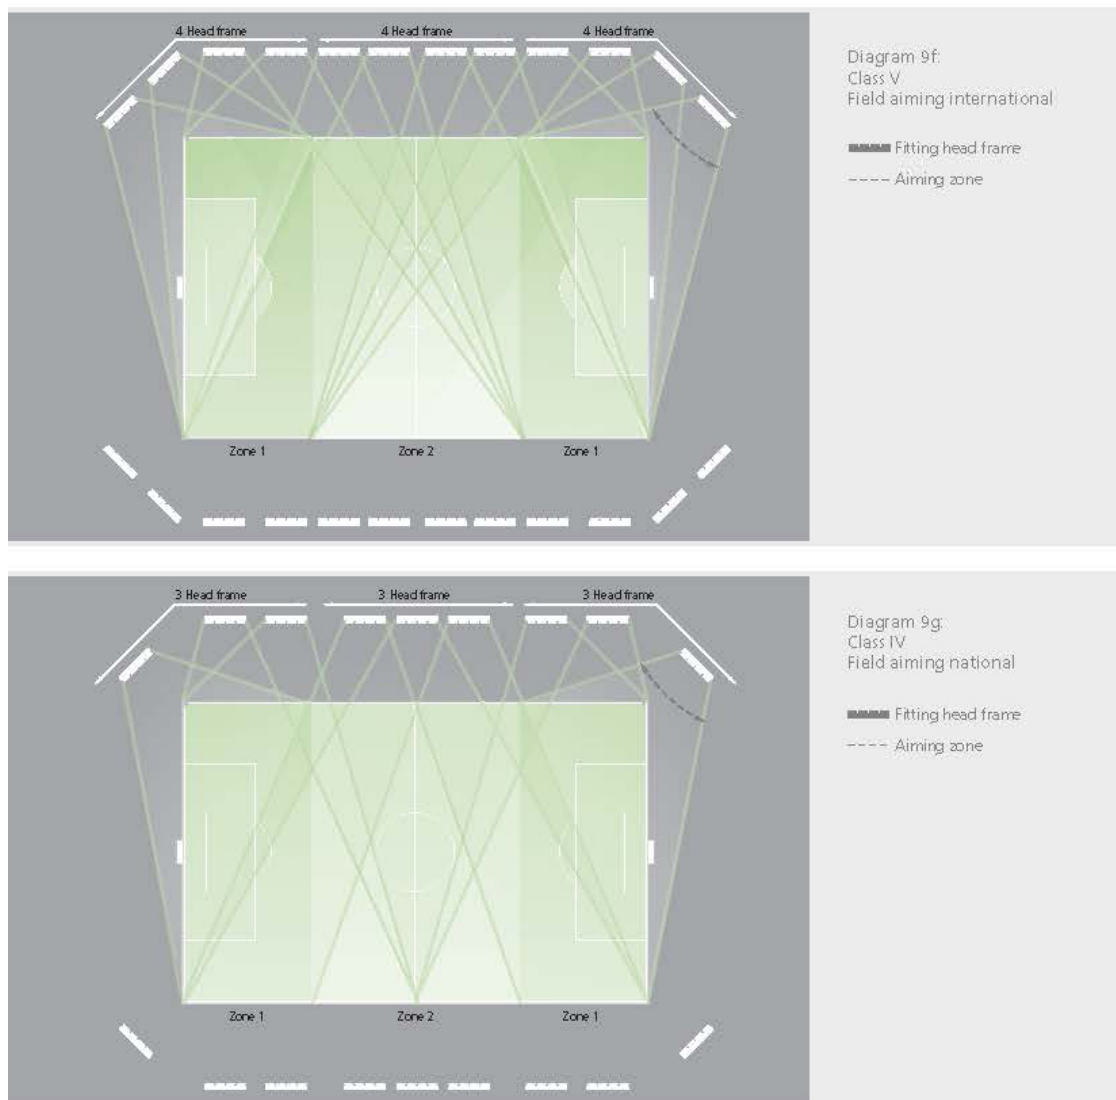 4 Head frame
4 Head frame
4 Head frame
Zone 1
Zone 2
Zone 1
Diagram 9f:
Class V
Field aiming international
Fitting head frame
Aiming zone
3 Head frame
3 Head frame
3 Head frame
Zone 1
Zone 2
Zone 1
Diagram 9g:
Class IV
Field aiming national
Fitting head frame
Aiming zone